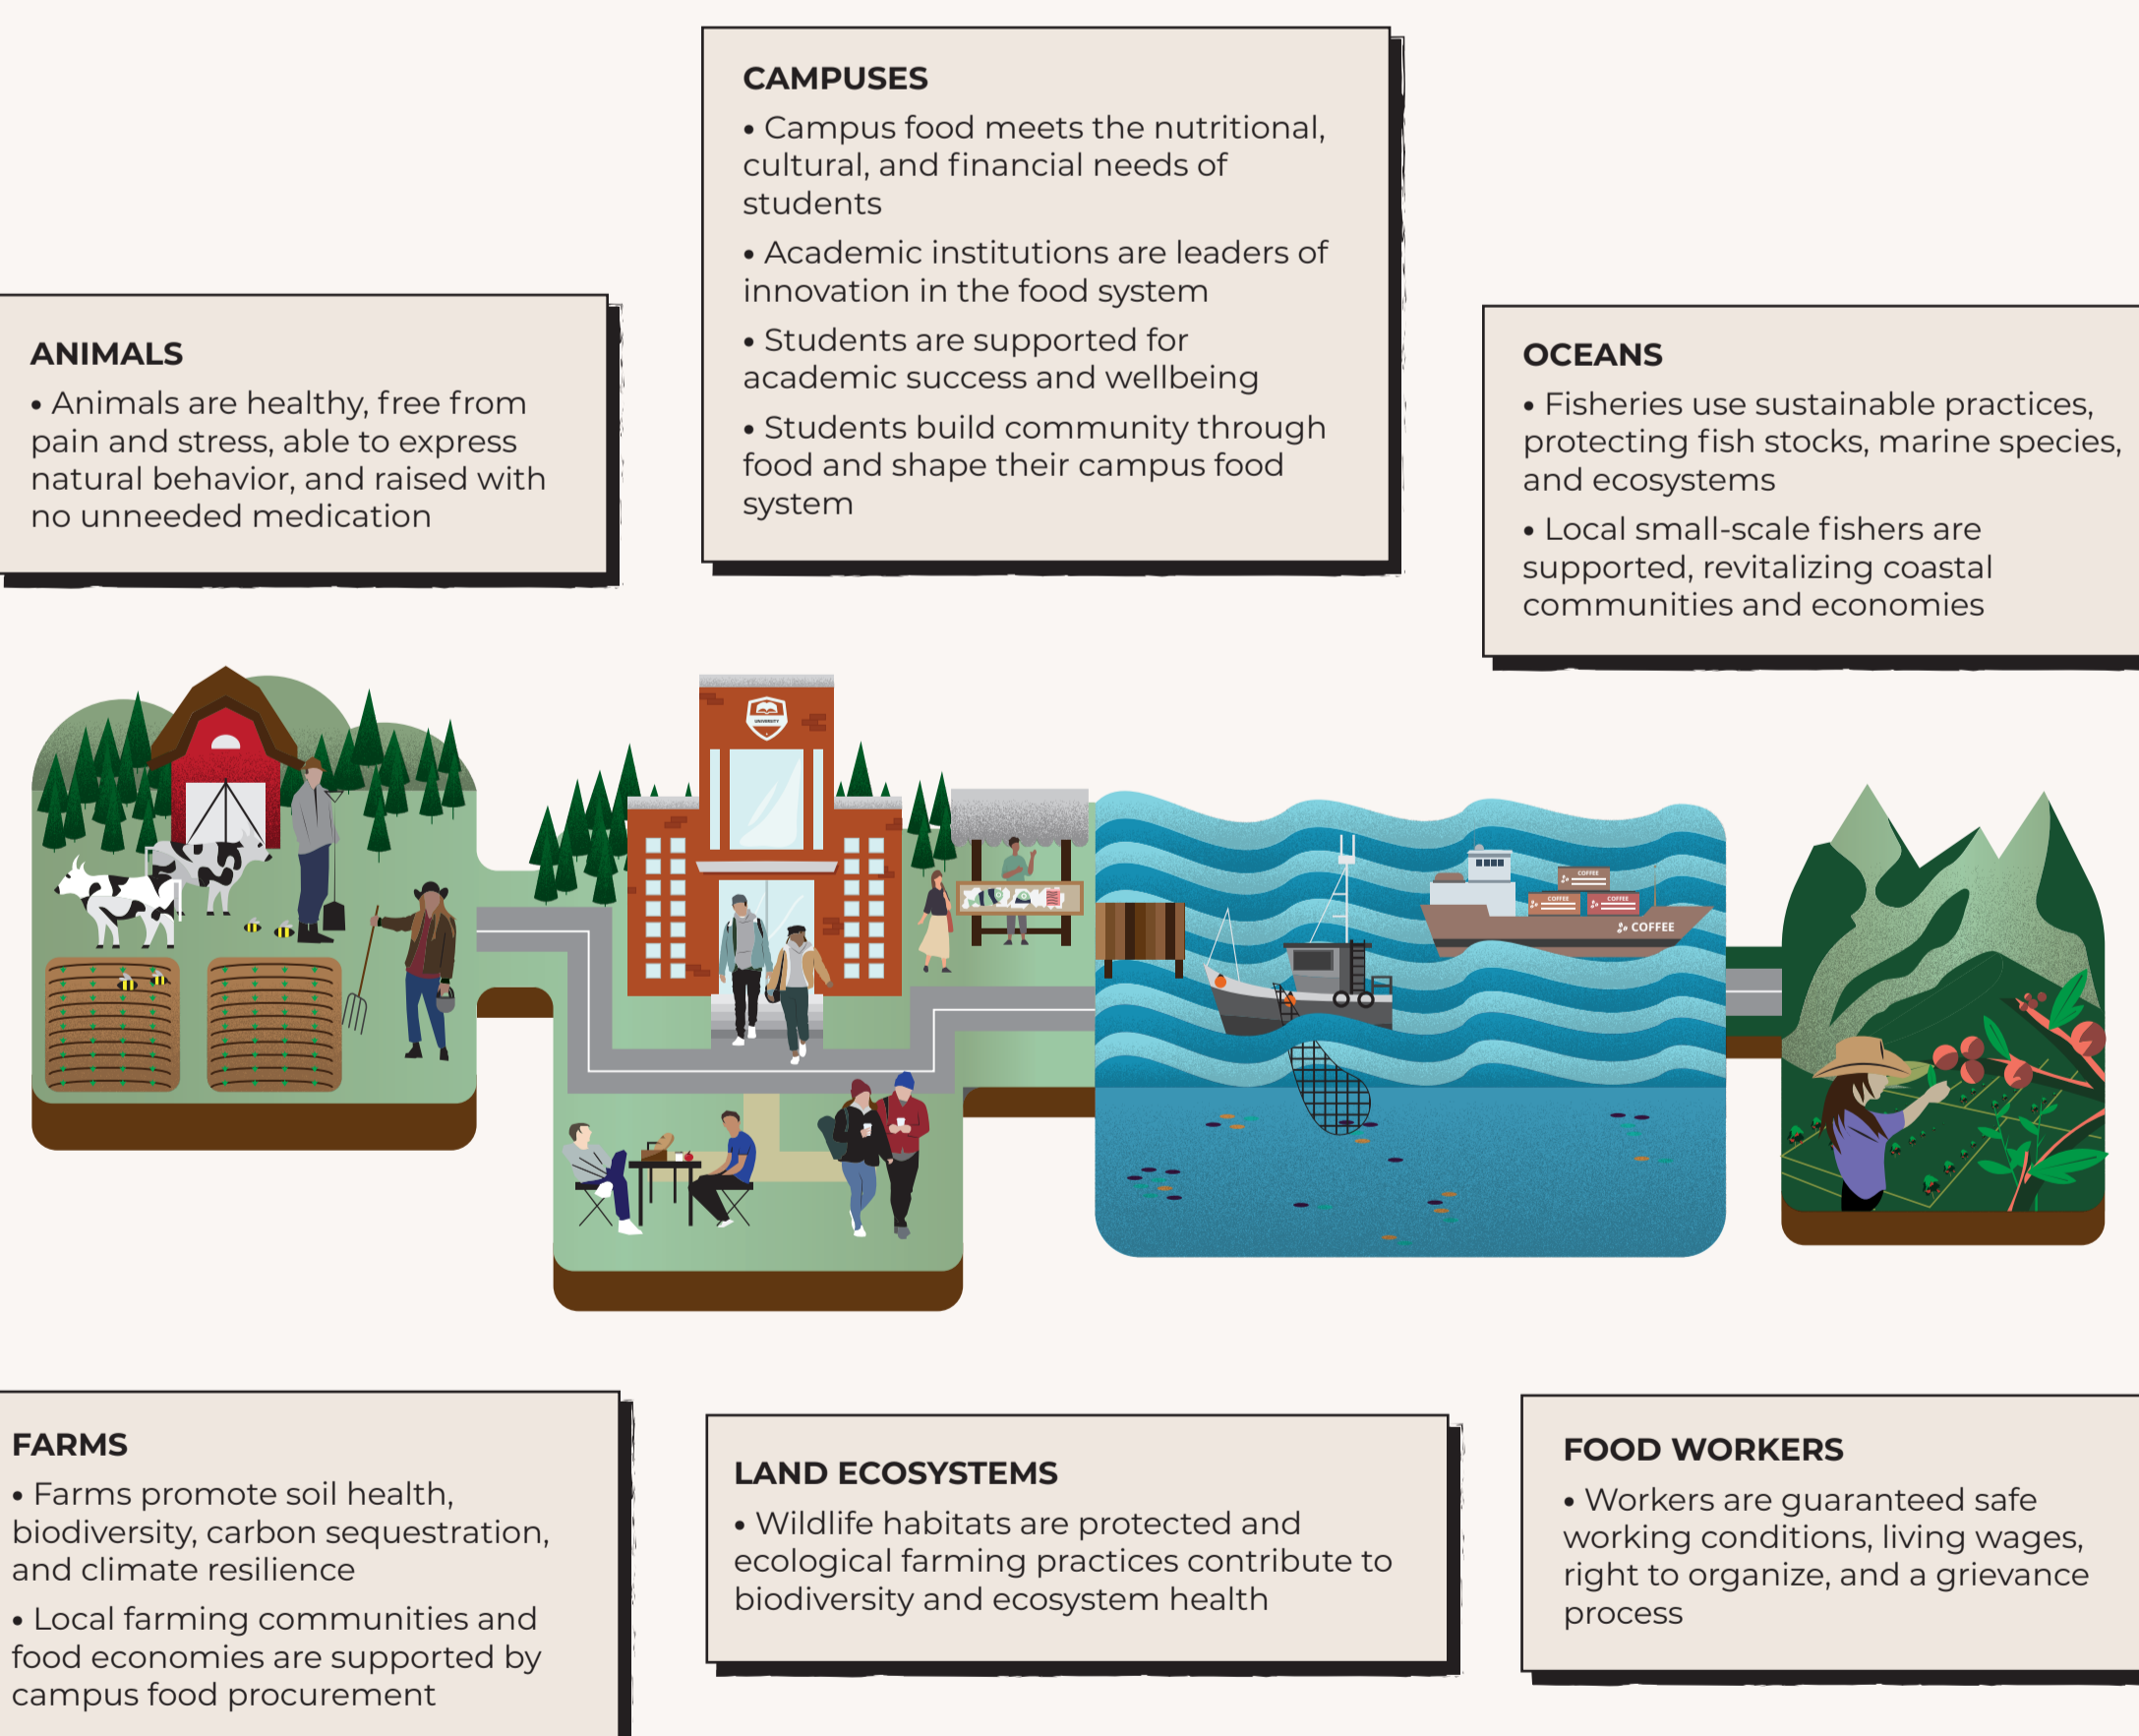 CAMPUSES
• Campus food meets the nutritional,
cultural, and financial needs of
students
• Academic institutions are leaders of
innovation in the food system
• Students are supported for
academic success and wellbeing
• Students build community through
food and shape their campus food
system
ANIMALS
• Animals are healthy, free from
pain and stress, able to express
natural behavior, and raised with
no unneeded medication
OCEANS
• Fisheries use sustainable practices,
protecting fish stocks, marine species,
and ecosystems
• Local small-scale fishers are
supported, revitalizing coastal
communities and economies
UNIVERSITY
COFFEE
COFFEE
COFFEE
COFFEE
FARMS
• Farms promote soil health,
biodiversity, carbon sequestration,
and climate resilience
• Local farming communities and
food economies are supported by
campus food procurement
LAND ECOSYSTEMS
• Wildlife habitats are protected and
ecological farming practices contribute to
biodiversity and ecosystem health
FOOD WORKERS
• Workers are guaranteed safe
working conditions, living wages,
right to organize, and a grievance
process